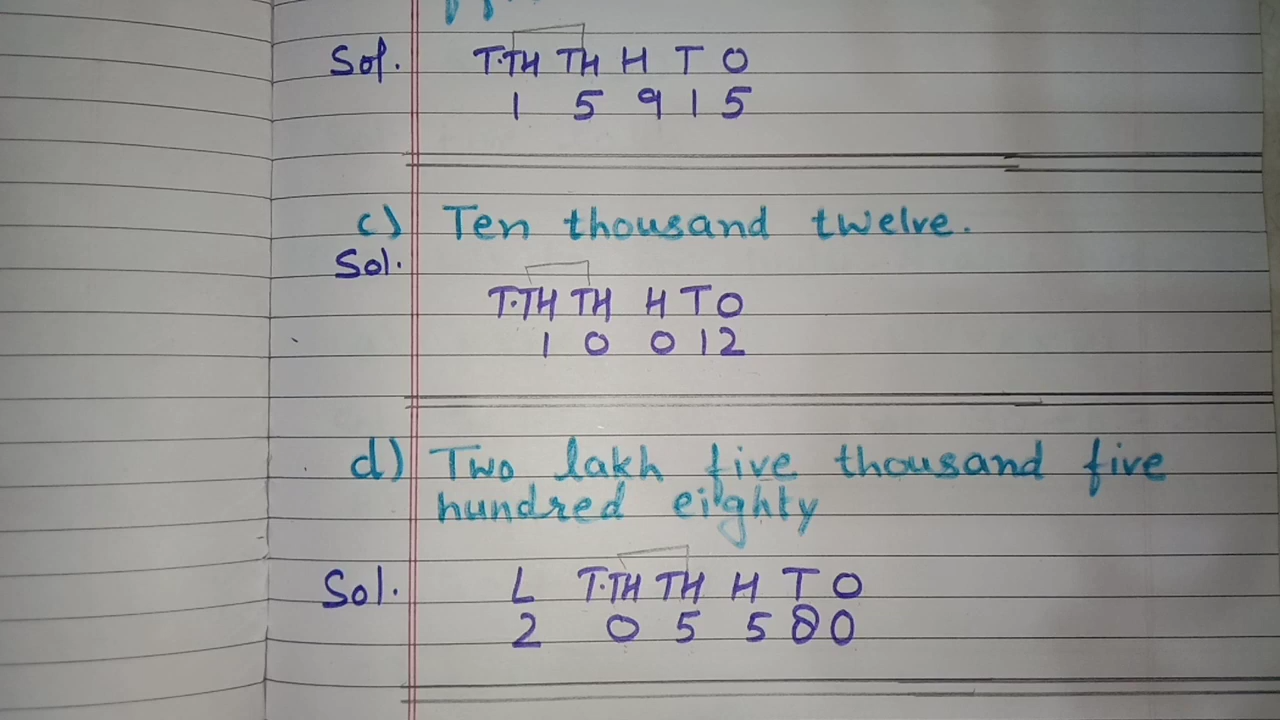 Sol. T.TH TH H T O
1 5 9 1 5
c) Ten thousand twelve.
Sol.
T.TH TH H T O
1 0 0 1 2
d) Two lakh five thousand five
hundred eighty
Sol. L T.TH TH H T O
2 0 5 5 8 0